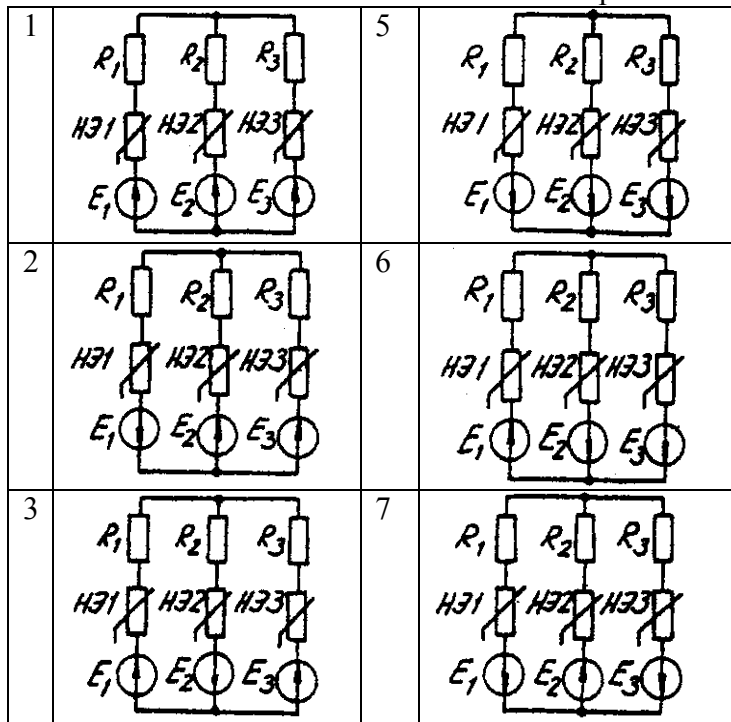 1
R₁ R₂ R₃
НЭ1 НЭ2 НЭ3
E₁ E₂ E₃
5
R₁ R₂ R₃
НЭ1 НЭ2 НЭ3
E₁ E₂ E₃
2
R₁ R₂ R₃
НЭ1 НЭ2 НЭ3
E₁ E₂ E₃
6
R₁ R₂ R₃
НЭ1 НЭ2 НЭ3
E₁ E₂ E₃
3
R₁ R₂ R₃
НЭ1 НЭ2 НЭ3
E₁ E₂ E₃
7
R₁ R₂ R₃
НЭ1 НЭ2 НЭ3
E₁ E₂ E₃